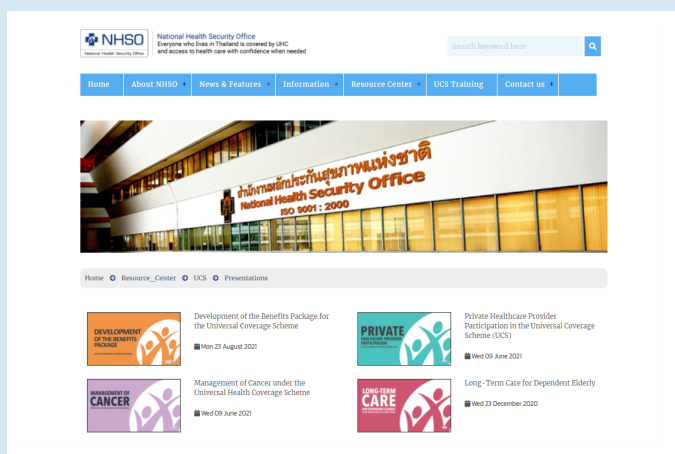 NHSO
National Health Security Office
National Health Security Office
Everyone who lives in Thailand is covered by UHC
and access to health care with confidence when needed
Search keyword here
Home About NHSO + News & Features + Information + Resource Center + UCS Training Contact us +
สำนักงานหลักประกันสุขภาพแห่งชาติ
National Health Security Office
ISO 9001 : 2000
Home Resource_Center UCS Presentations
DEVELOPMENT
OF THE BENEFITS
PACKAGE
Development of the Benefits Package for
the Universal Coverage Scheme
Mon 23 August 2021
PRIVATE
HEALTHCARE PROVIDER
PARTICIPATION
Private Healthcare Provider
Participation in the Universal Coverage
Scheme (UCS)
Wed 09 June 2021
MANAGEMENT OF
CANCER
Management of Cancer under the
Universal Health Coverage Scheme
Wed 09 June 2021
LONG-TERM
CARE
Long-Term Care for Dependent Elderly
Wed 23 December 2020